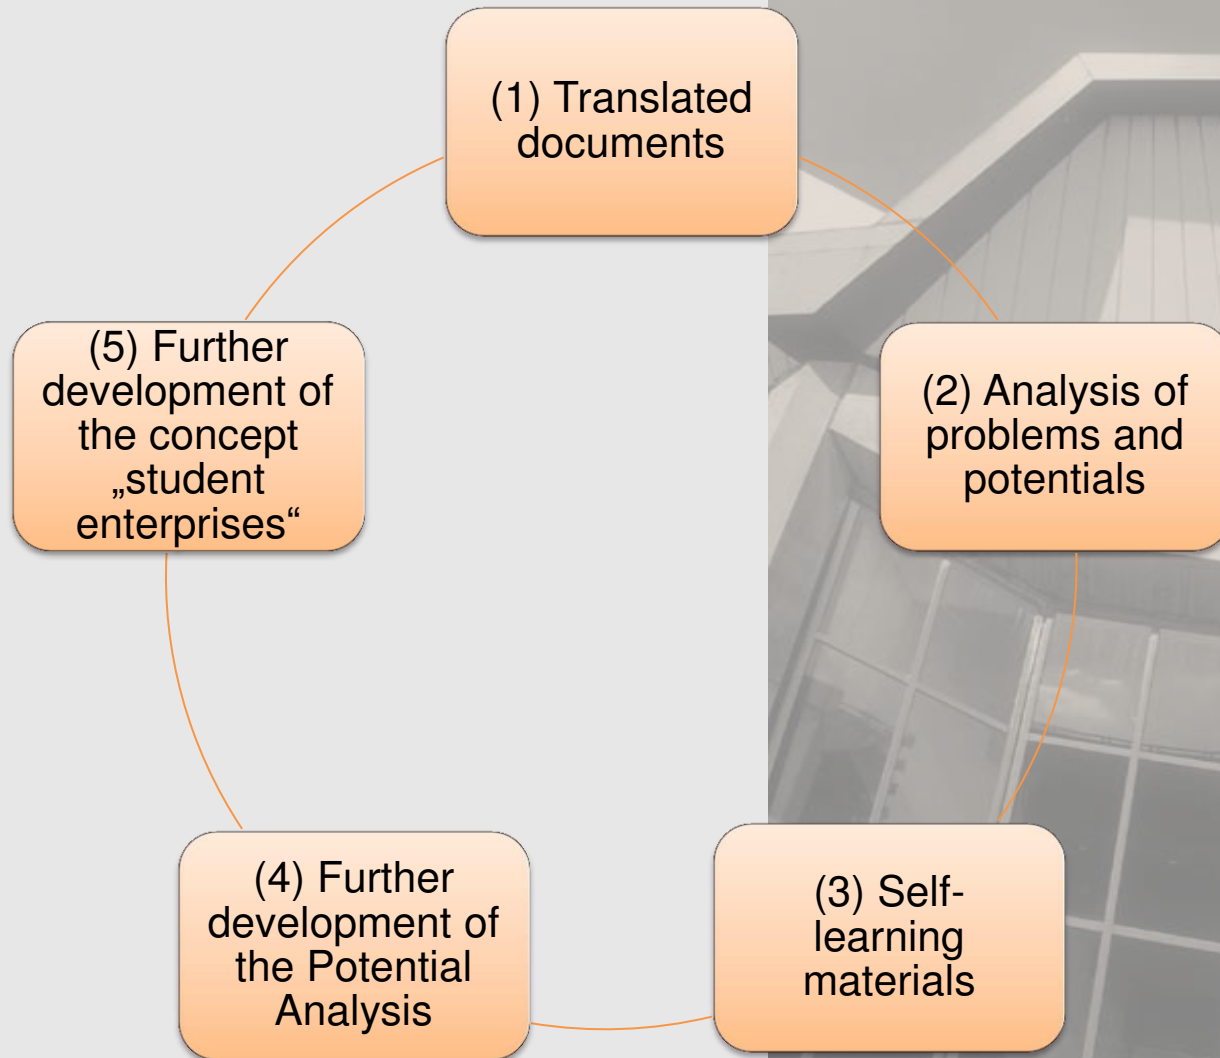 (1) Translated
documents
(2) Analysis of
problems and
potentials
(3) Self-
learning
materials
(4) Further
development of
the Potential
Analysis
(5) Further
development of
the concept
„student
enterprises“